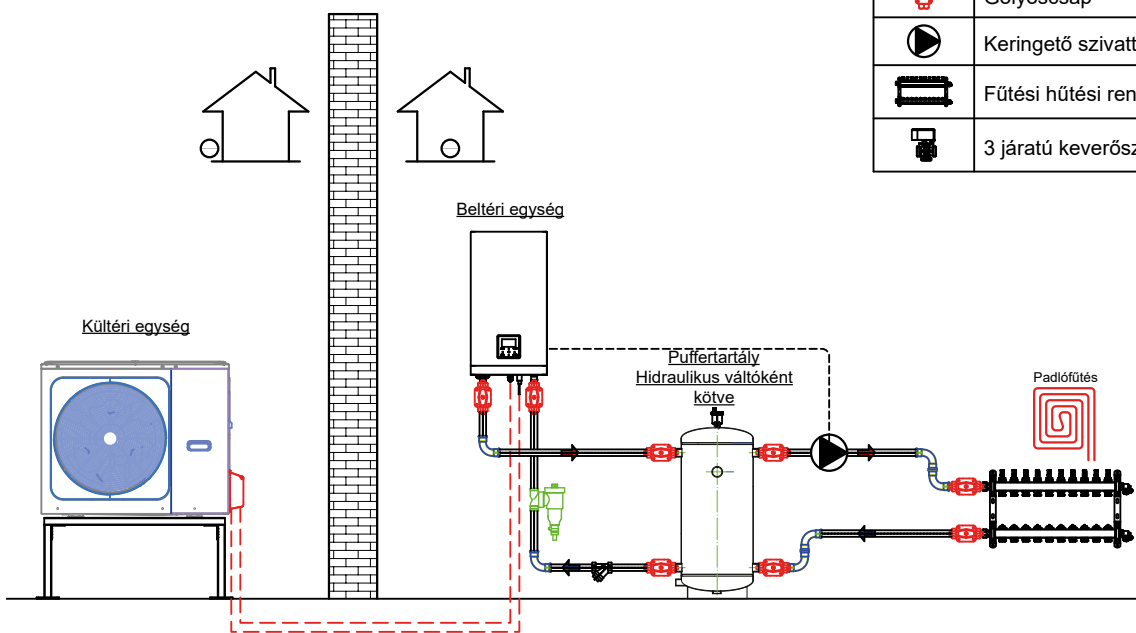 Golyóscsap
Keringető szivatt
Fűtési hűtési ren
3 járatú keverősz
Beltéri egység
Kültéri egység
Puffertartály
Hidraulikus váltóként
kötve
Padlófűtés